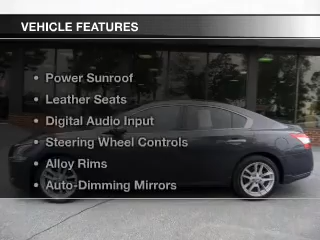 VEHICLE FEATURES
• Power Sunroof
• Leather Seats
• Digital Audio Input
• Steering Wheel Controls
• Alloy Rims
• Auto-Dimming Mirrors